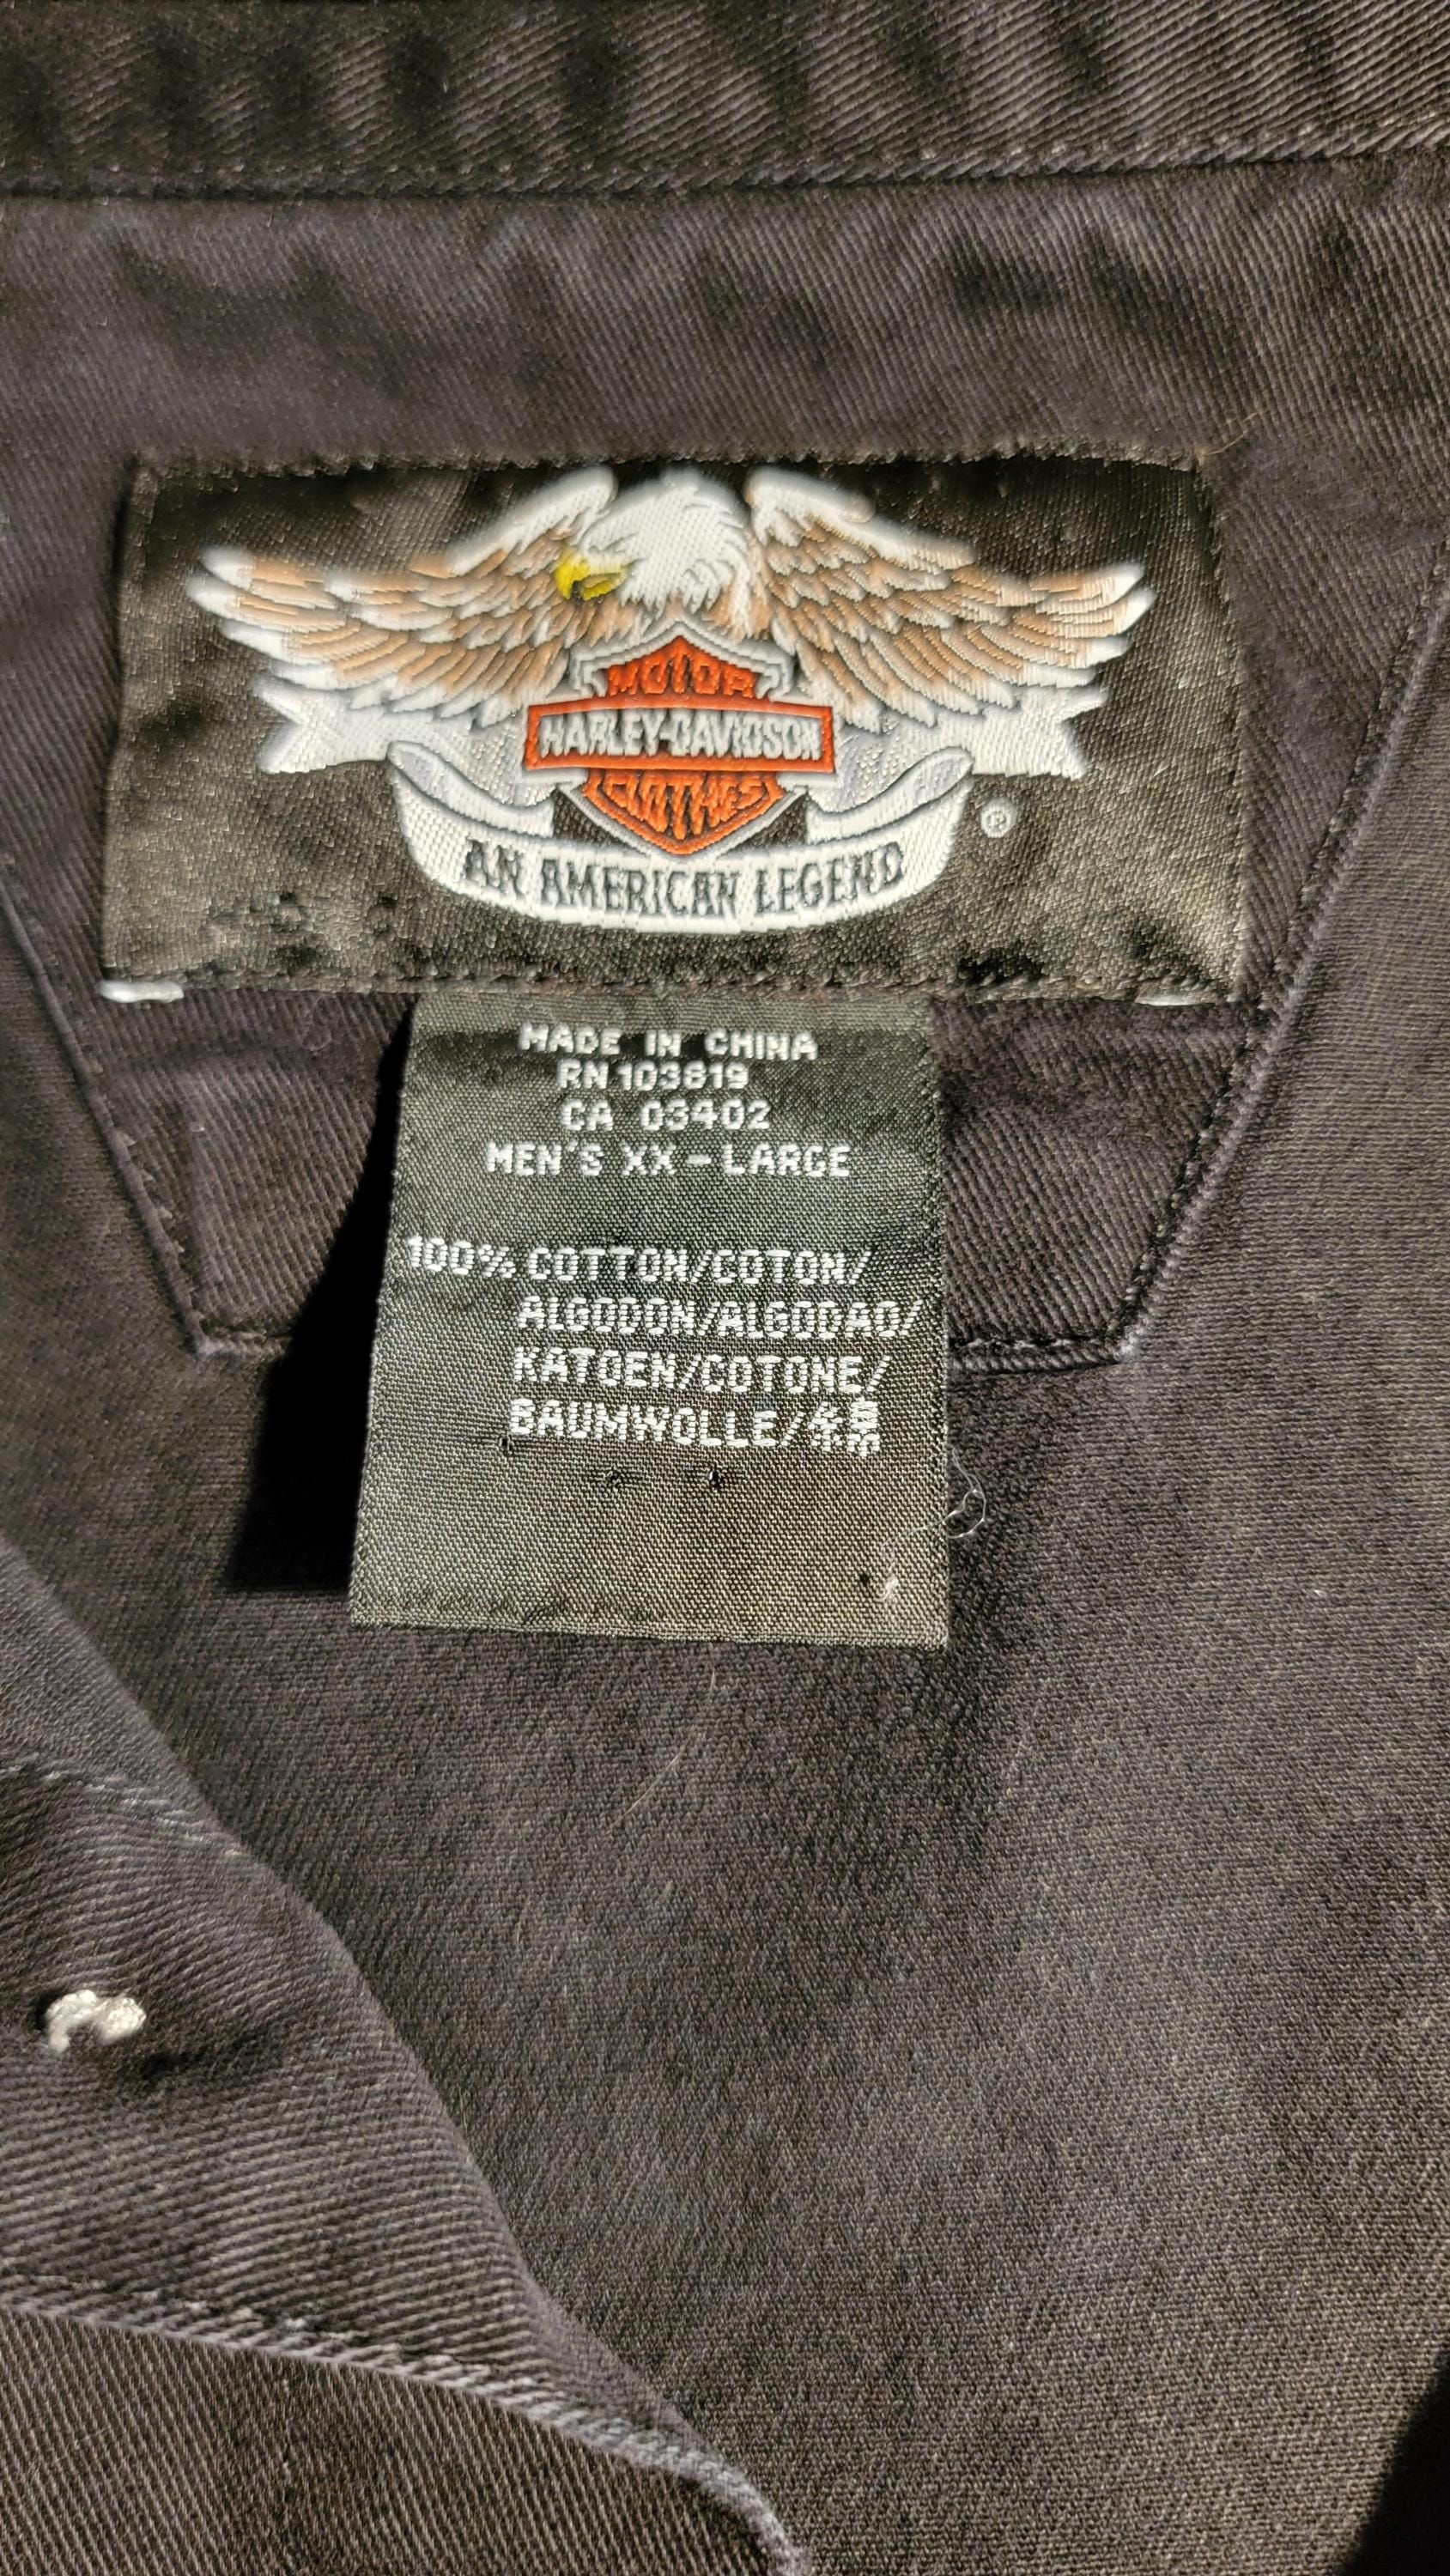 MOTOR
HARLEY-DAVIDSON
CLOTHES
®
AN AMERICAN LEGEND
MADE IN CHINA
RN 103819
CA 03402
MEN'S XX-LARGE
100% COTTON/COTON/
ALGODON/ALGODAO/
KATOEN/COTONE/
BAUMWOLLE/綿